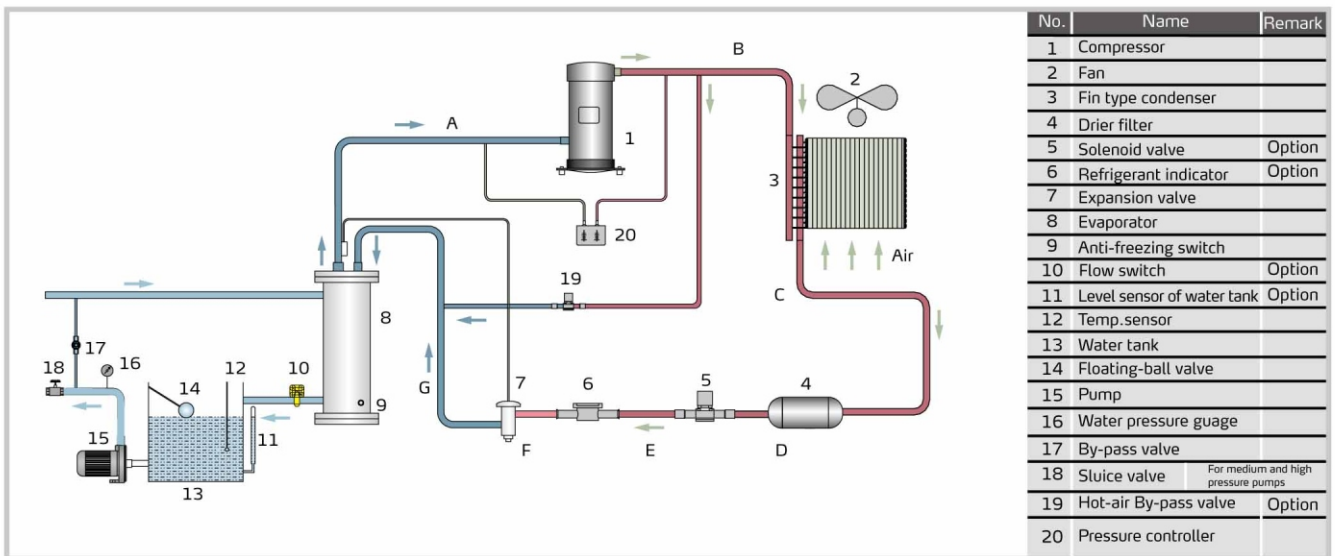 A
B
1
2
3
20
Air
19
C
8
17
16
18
12
10
14
9
G
7
6
5
4
15
11
F
E
D
13
No. Name Remark
1 Compressor
2 Fan
3 Fin type condenser
4 Drier filter
5 Solenoid valve Option
6 Refrigerant indicator Option
7 Expansion valve
8 Evaporator
9 Anti-freezing switch
10 Flow switch Option
11 Level sensor of water tank Option
12 Temp.sensor
13 Water tank
14 Floating-ball valve
15 Pump
16 Water pressure guage
17 By-pass valve
18 Sluice valve For medium and high
pressure pumps
19 Hot-air By-pass valve Option
20 Pressure controller